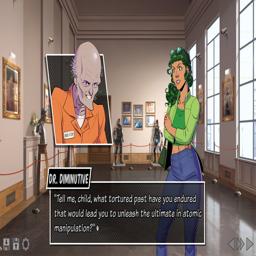 DR. DIMINUTIVE
"Tell me, child, what tortured past have you endured
that would lead you to unleash the ultimate in atomic
manipulation?"